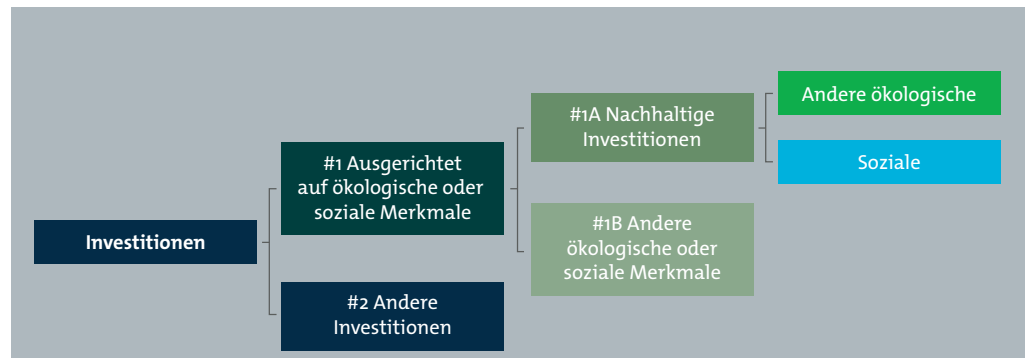 Investitionen
#1 Ausgerichtet
auf ökologische oder
soziale Merkmale
#2 Andere
Investitionen
#1A Nachhaltige
Investitionen
#1B Andere
ökologische oder
soziale Merkmale
Andere ökologische
Soziale